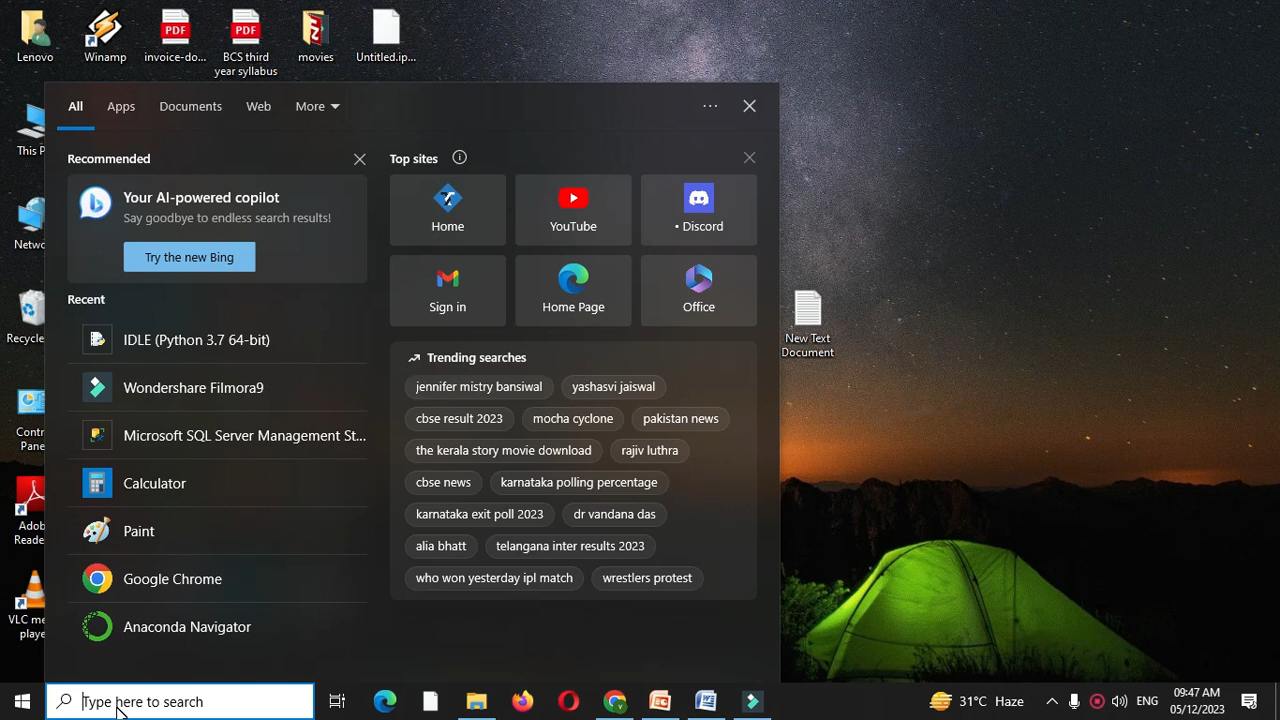 Lenovo
Winamp
invoice-do...
BCS third
year syllabus
movies
Untitled.ip...
PDF
PDF
All
Apps
Documents
Web
More
Recommended
Your AI-powered copilot
Say goodbye to endless search results!
Try the new Bing
Recent
IDLE (Python 3.7 64-bit)
Wondershare Filmora9
Microsoft SQL Server Management St...
Calculator
Paint
Google Chrome
Anaconda Navigator
Top sites
Home
YouTube
• Discord
Sign in
Home Page
Office
Trending searches
jennifer mistry bansiwal
yashasvi jaiswal
cbse result 2023
mocha cyclone
pakistan news
the kerala story movie download
rajiv luthra
cbse news
karnataka polling percentage
karnataka exit poll 2023
dr vandana das
alia bhatt
telangana inter results 2023
who won yesterday ipl match
wrestlers protest
This P
Netwo
Recycle
Contr
Pane
Adob
Reade
VLC me
playe
New Text
Document
Type here to search
31°C Haze
ENG
09:47 AM
05/12/2023